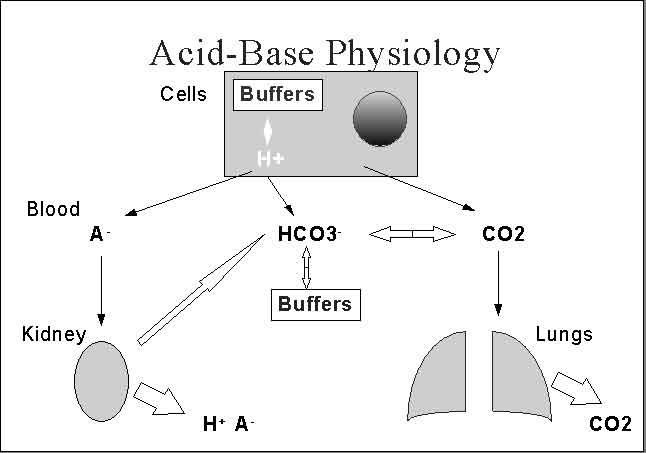 Acid-Base Physiology
Cells
Buffers
H+
Blood
A-
HCO3-
CO2
Buffers
Kidney
Lungs
H+ A-
CO2